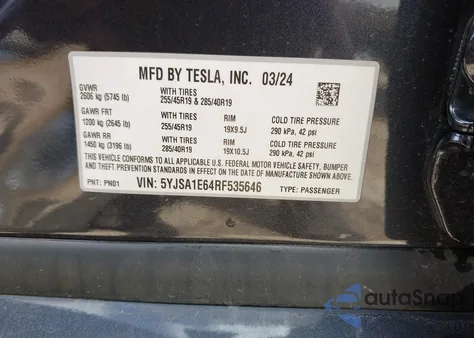 MFD BY TESLA, INC. 03/24
GVWR
2606 kg (5745 lb)
WITH TIRES
255/45R19 & 285/40R19
GAWR FRT
1200 kg (2645 lb)
WITH TIRES
255/45R19
RIM
19X9.5J
COLD TIRE PRESSURE
290 kPa, 42 psi
GAWR RR
1450 kg (3196 lb)
WITH TIRES
285/40R19
RIM
19X10.5J
COLD TIRE PRESSURE
290 kPa, 42 psi
THIS VEHICLE CONFORMS TO ALL APPLICABLE U.S. FEDERAL MOTOR VEHICLE SAFETY, BUMPER
AND THEFT PREVENTION STANDARDS IN EFFECT ON THE DATE OF MANUFACTURE SHOWN ABOVE.
PNT: PN01
VIN: 5YJSA1E64RF535646
TYPE: PASSENGER
autoSnap